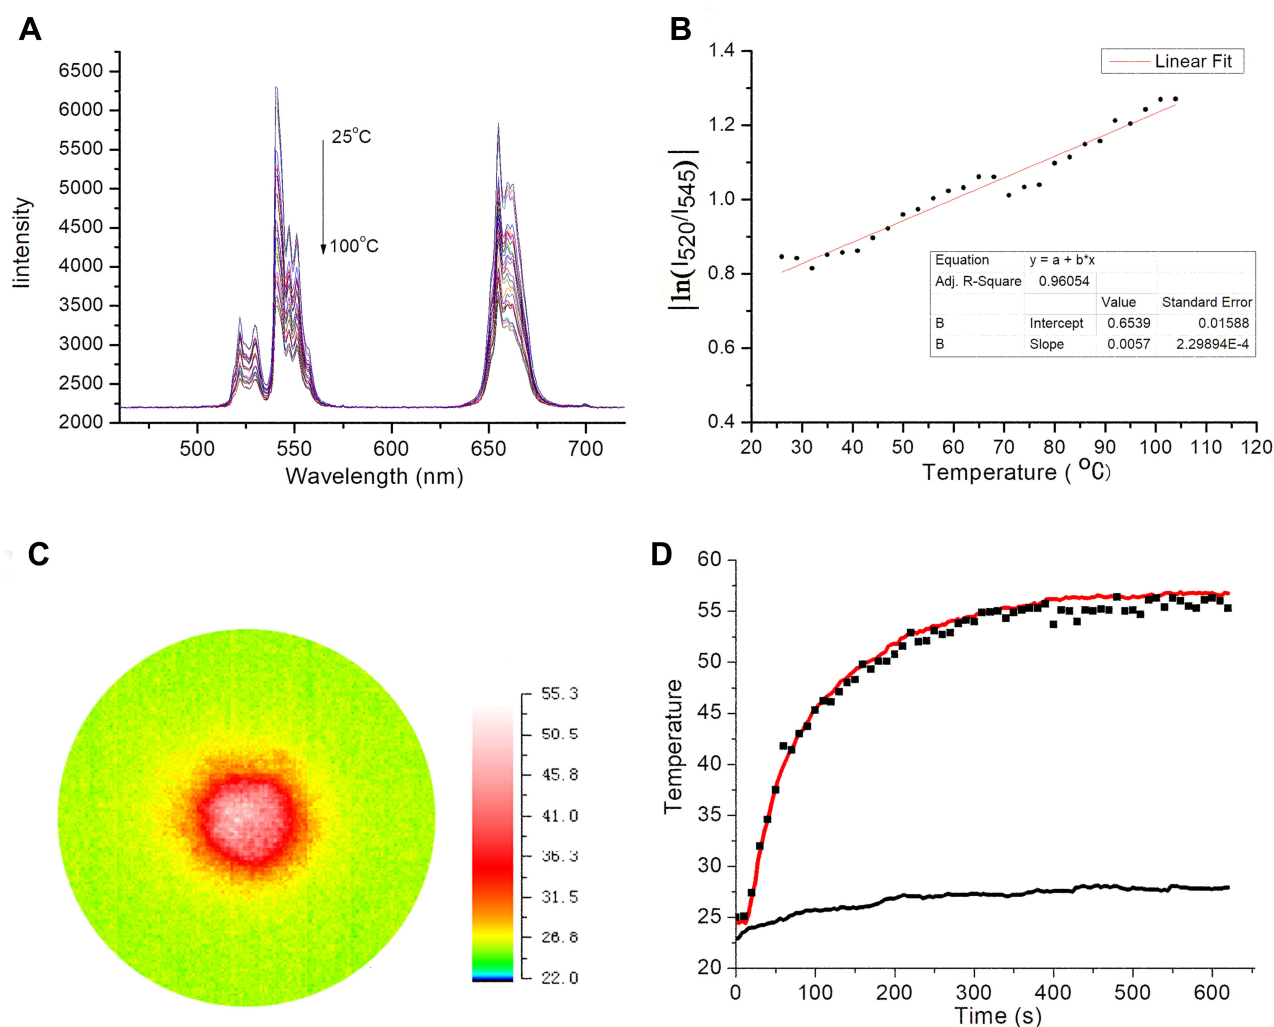 A
6500
6000
5500
5000
4500
4000
3500
3000
2500
2000
Iintensity
25°C
100°C
500
550
600
650
700
Wavelength (nm)
B
1.4
1.2
1.0
0.8
0.6
0.4
|ln(I520/I545)|
Linear Fit
Equation y = a + b*x
Adj. R-Square 0.96054
Value Standard Error
B Intercept 0.6539 0.01588
B Slope 0.0057 2.29894E-4
20 30 40 50 60 70 80 90 100 110 120
Temperature ( °C)
C
55.3
50.5
45.8
41.0
36.3
31.5
26.8
22.0
D
60
55
50
45
40
35
30
25
20
Temperature
0 100 200 300 400 500 600
Time (s)